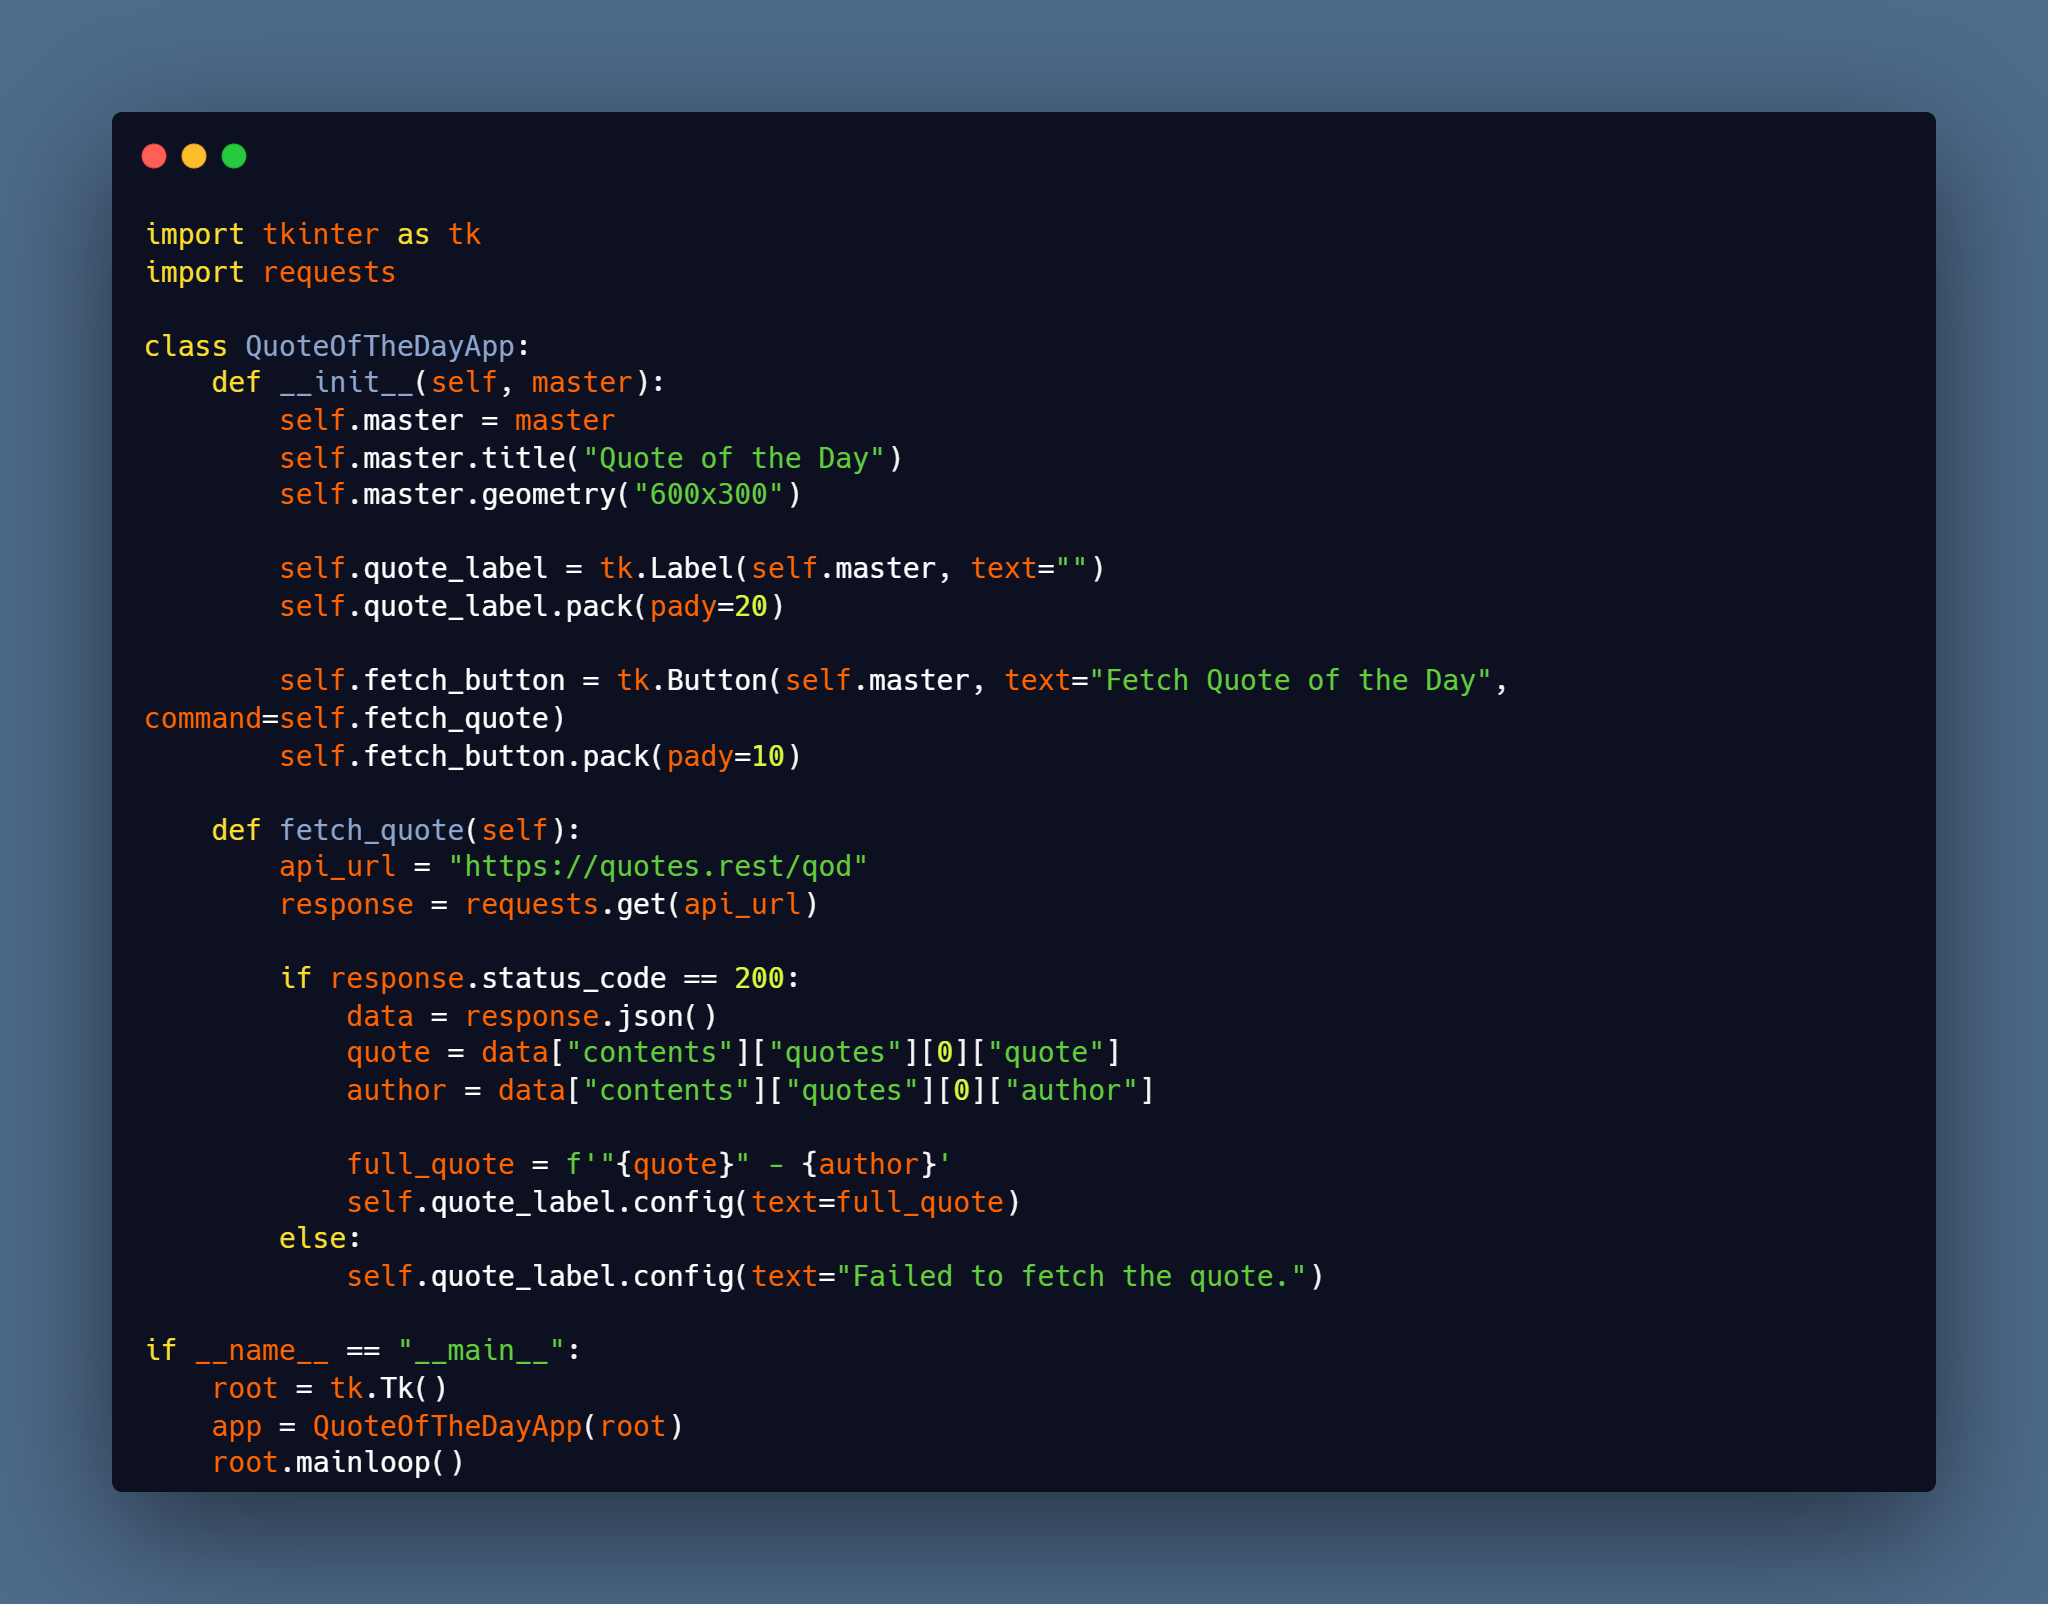 import tkinter as tk
import requests

class QuoteOfTheDayApp:
    def __init__(self, master):
        self.master = master
        self.master.title("Quote of the Day")
        self.master.geometry("600x300")

        self.quote_label = tk.Label(self.master, text="")
        self.quote_label.pack(pady=20)

        self.fetch_button = tk.Button(self.master, text="Fetch Quote of the Day",
command=self.fetch_quote)
        self.fetch_button.pack(pady=10)

    def fetch_quote(self):
        api_url = "https://quotes.rest/qod"
        response = requests.get(api_url)

        if response.status_code == 200:
            data = response.json()
            quote = data["contents"]["quotes"][0]["quote"]
            author = data["contents"]["quotes"][0]["author"]

            full_quote = f'"{quote}" - {author}'
            self.quote_label.config(text=full_quote)
        else:
            self.quote_label.config(text="Failed to fetch the quote.")

if __name__ == "__main__":
    root = tk.Tk()
    app = QuoteOfTheDayApp(root)
    root.mainloop()